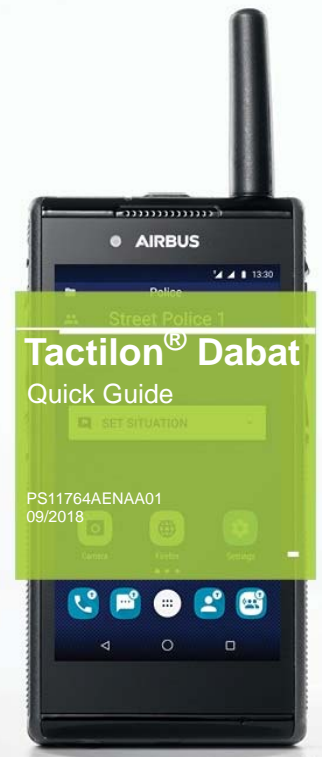 AIRBUS
13:30
Police
Street Police 1
Tactilon® Dabat
Quick Guide
SET SITUATION
PS11764AENAA01
09/2018
Camera
Firefox
Settings